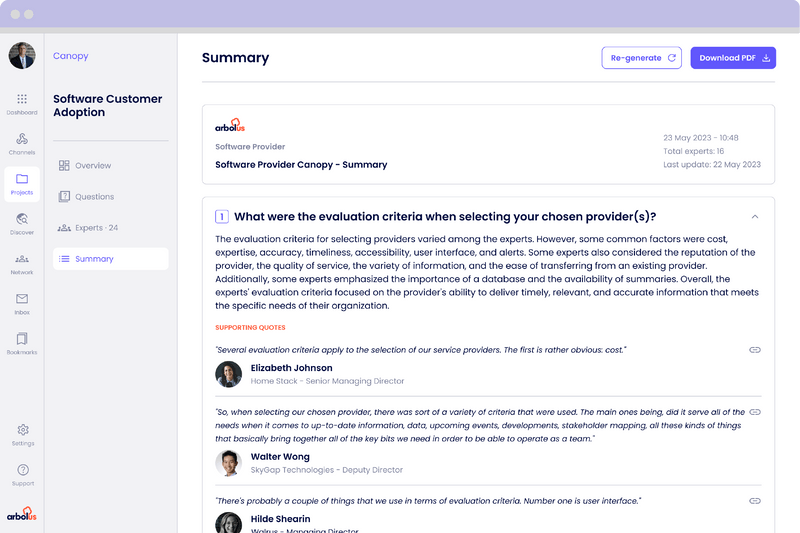 Canopy
Software Customer
Adoption
Dashboard
Channels
Projects
Discover
Network
Inbox
Bookmarks
Settings
Support
arbolus
Overview
Questions
Experts · 24
Summary
Summary
Re-generate
Download PDF
arbolus
Software Provider
Software Provider Canopy - Summary
23 May 2023 - 10:48
Total experts: 16
Last update: 22 May 2023
1 What were the evaluation criteria when selecting your chosen provider(s)?
The evaluation criteria for selecting providers varied among the experts. However, some common factors were cost,
expertise, accuracy, timeliness, accessibility, user interface, and alerts. Some experts also considered the reputation of the
provider, the quality of service, the variety of information, and the ease of transferring from an existing provider.
Additionally, some experts emphasized the importance of a database and the availability of summaries. Overall, the
experts' evaluation criteria focused on the provider's ability to deliver timely, relevant, and accurate information that meets
the specific needs of their organization.
SUPPORTING QUOTES
"Several evaluation criteria apply to the selection of our service providers. The first is rather obvious: cost."
Elizabeth Johnson
Home Stack - Senior Managing Director
"So, when selecting our chosen provider, there was sort of a variety of criteria that were used. The main ones being, did it serve all of the
needs when it comes to up-to-date information, data, upcoming events, developments, stakeholder mapping, all these kinds of things
that basically bring together all of the key bits we need in order to be able to operate as a team."
Walter Wong
SkyGap Technologies - Deputy Director
"There's probably a couple of things that we use in terms of evaluation criteria. Number one is user interface."
Hilde Shearin
Walrus - Managing Director